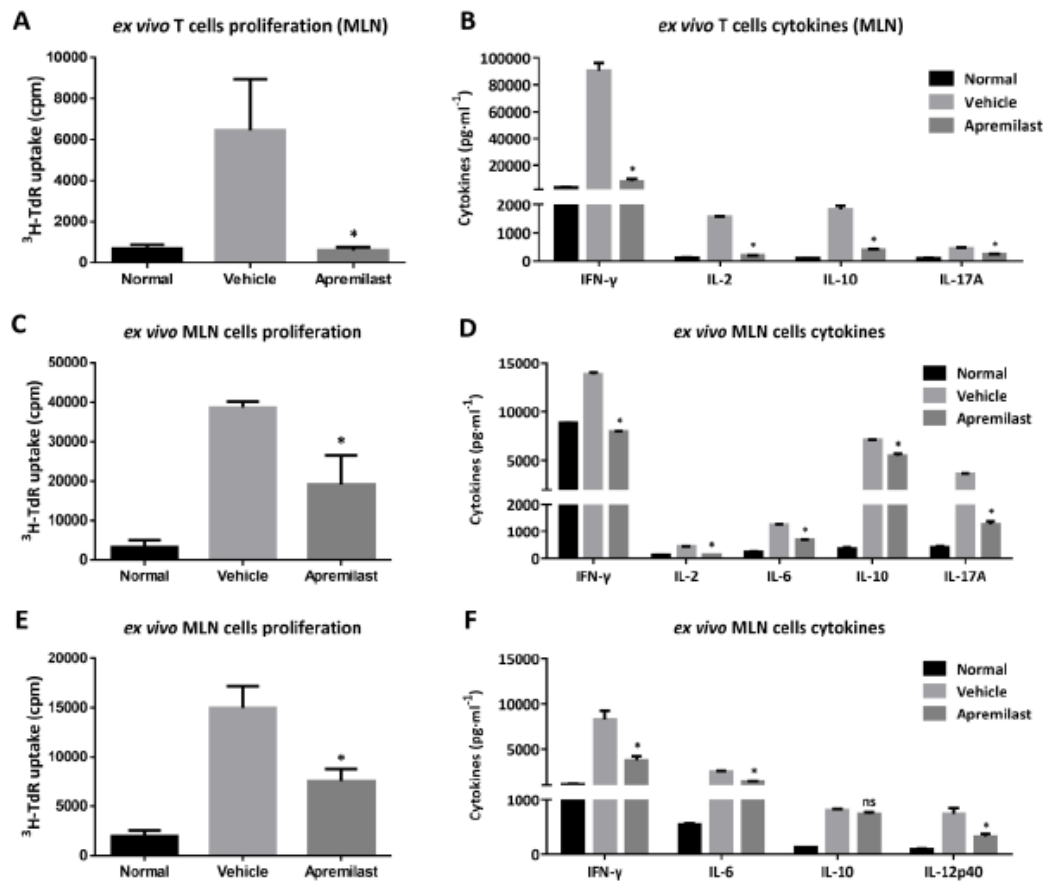 A
ex vivo T cells proliferation (MLN)
³H-TdR uptake (cpm)
10000
8000
6000
4000
2000
0
*
Normal Vehicle Apremilast
B
ex vivo T cells cytokines (MLN)
Cytokines (pg·ml⁻¹)
100000
80000
60000
40000
20000
2000
1000
0
Normal
Vehicle
Apremilast
* * * *
IFN-γ IL-2 IL-10 IL-17A
C
ex vivo MLN cells proliferation
³H-TdR uptake (cpm)
50000
40000
30000
20000
10000
0
*
Normal Vehicle Apremilast
D
ex vivo MLN cells cytokines
Cytokines (pg·ml⁻¹)
15000
10000
5000
2000
1000
0
Normal
Vehicle
Apremilast
* * * * *
IFN-γ IL-2 IL-6 IL-10 IL-17A
E
ex vivo MLN cells proliferation
³H-TdR uptake (cpm)
20000
15000
10000
5000
0
*
Normal Vehicle Apremilast
F
ex vivo MLN cells cytokines
Cytokines (pg·ml⁻¹)
15000
10000
5000
1000
0
Normal
Vehicle
Apremilast
* * ns *
IFN-γ IL-6 IL-10 IL-12p40